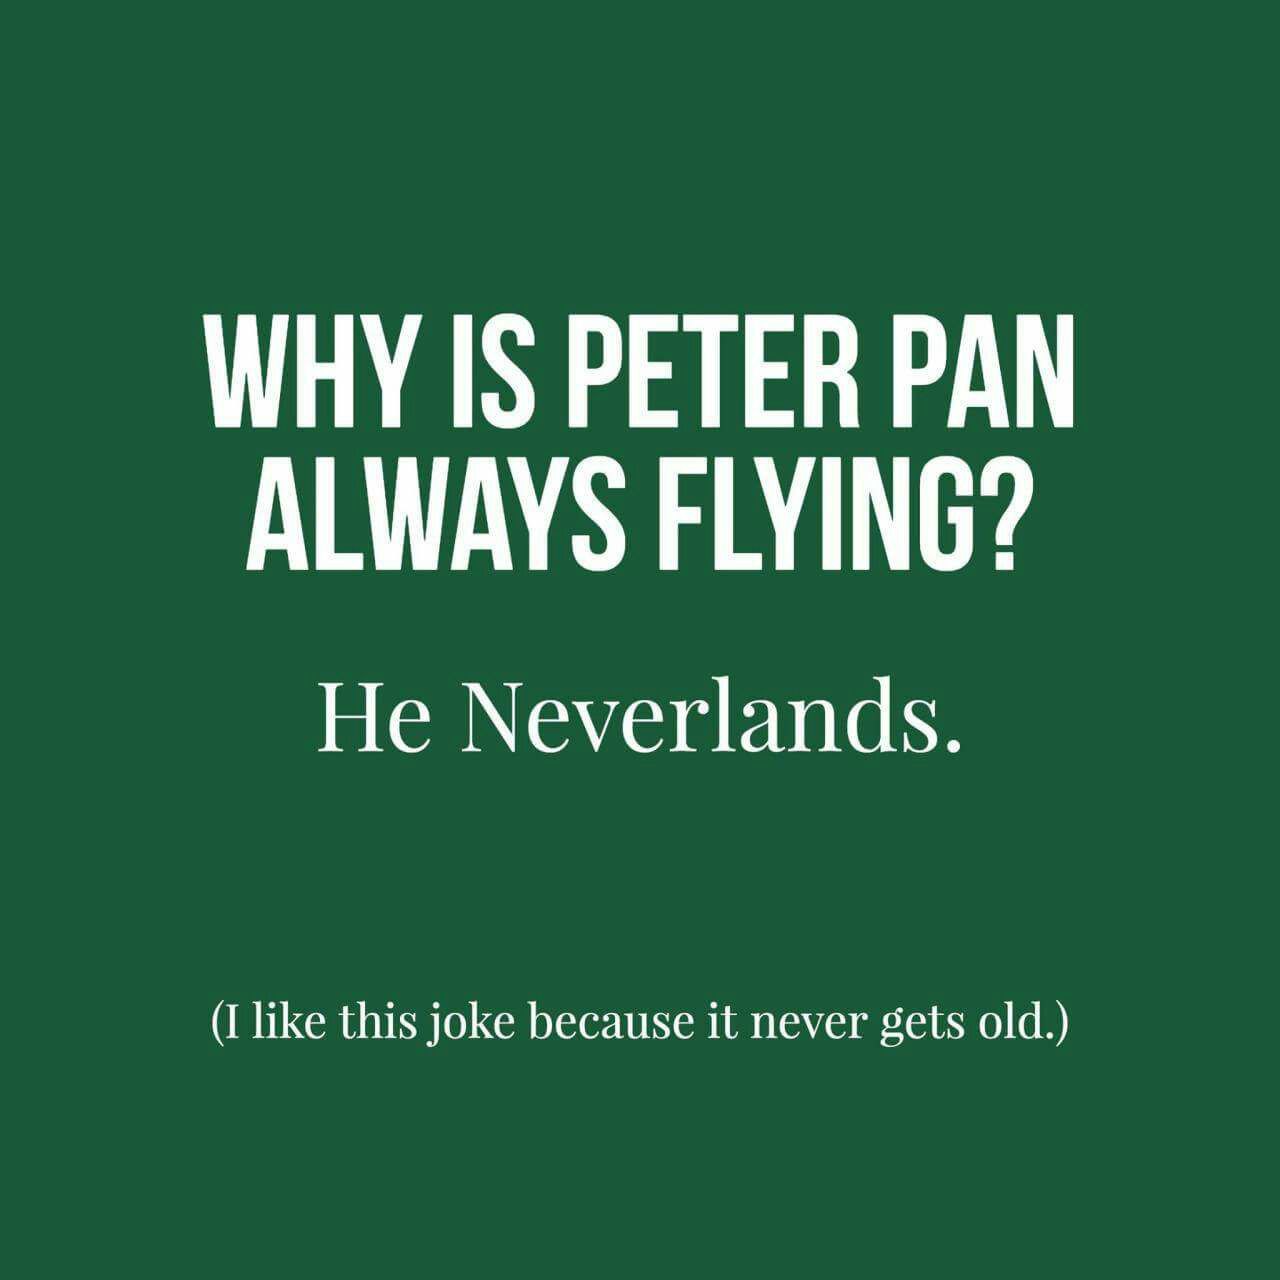 WHY IS PETER PAN
ALWAYS FLYING?
He Neverlands.
(I like this joke because it never gets old.)